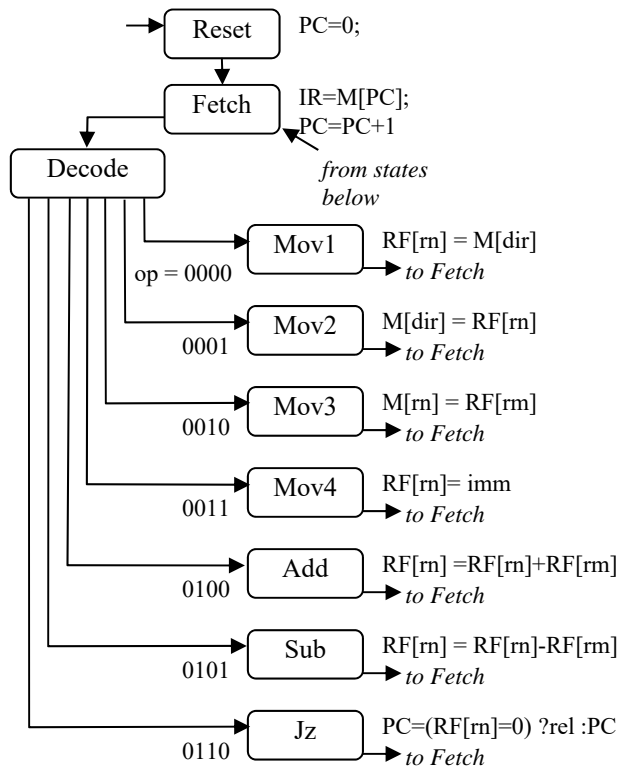 Reset PC=0;
Fetch IR=M[PC];
PC=PC+1
Decode from states
below
Mov1 RF[rn] = M[dir]
op = 0000 to Fetch
Mov2 M[dir] = RF[rn]
0001 to Fetch
Mov3 M[rn] = RF[rm]
0010 to Fetch
Mov4 RF[rn]= imm
0011 to Fetch
Add RF[rn] =RF[rn]+RF[rm]
0100 to Fetch
Sub RF[rn] = RF[rn]-RF[rm]
0101 to Fetch
Jz PC=(RF[rn]=0) ?rel :PC
0110 to Fetch